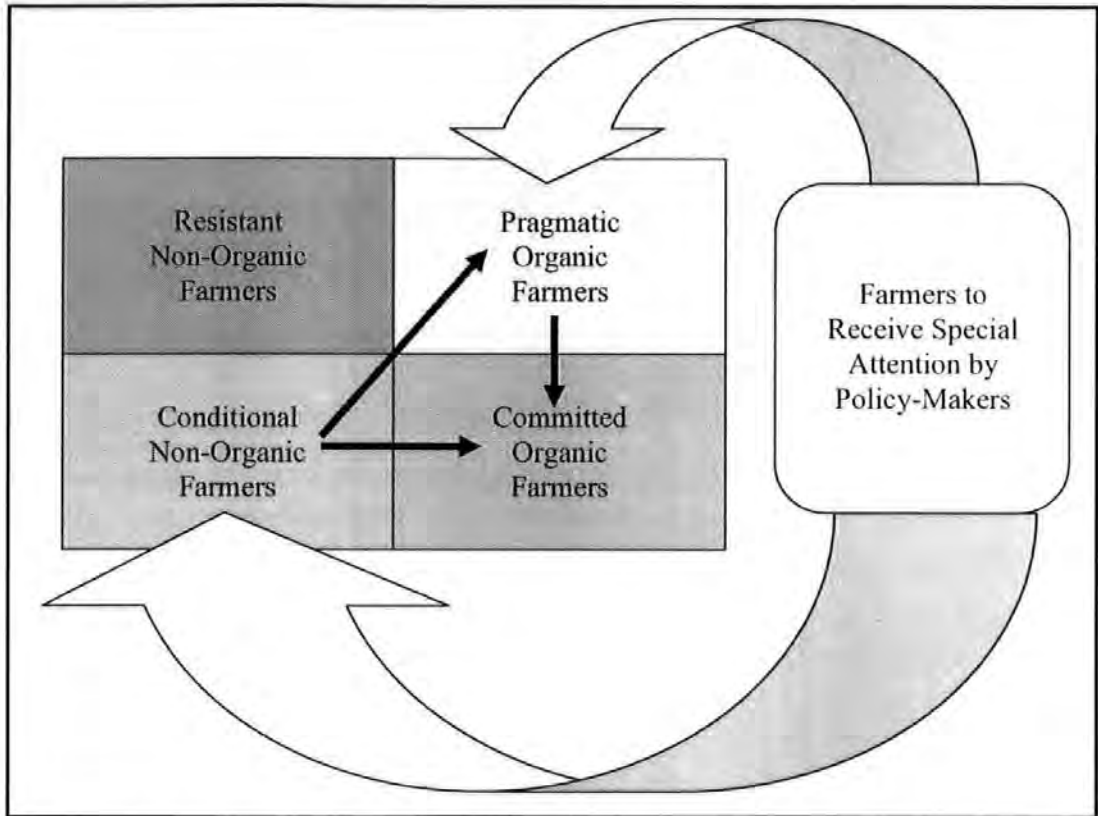 Resistant
Non-Organic
Farmers
Pragmatic
Organic
Farmers
Conditional
Non-Organic
Farmers
Committed
Organic
Farmers
Farmers to
Receive Special
Attention by
Policy-Makers